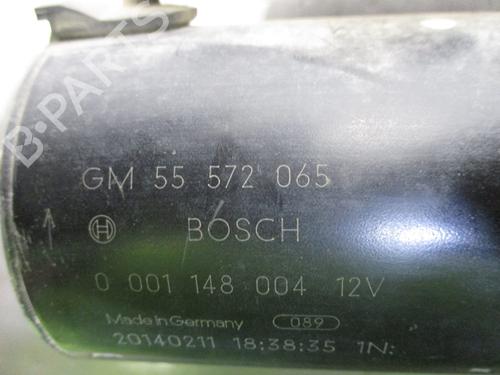 B-PARTS
GM 55 572 065
BOSCH
0 001 148 004 12V
Made in Germany 089
20140211 18:38:35 1N: